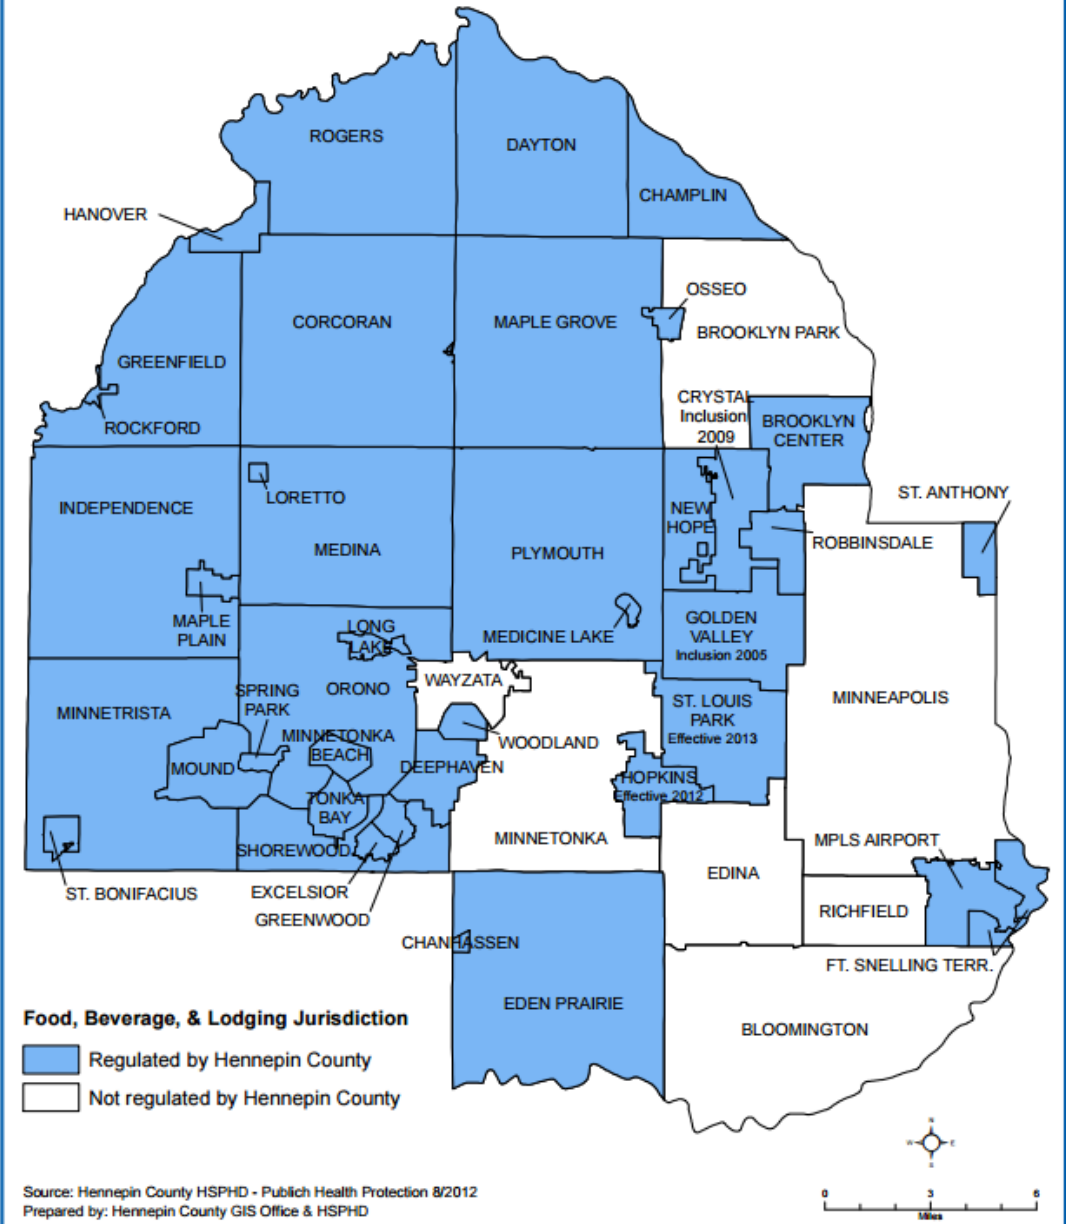 ROGERS
DAYTON
CHAMPLIN
HANOVER
OSSEO
CORCORAN
MAPLE GROVE
BROOKLYN PARK
GREENFIELD
CRYSTAL
Inclusion
2009
BROOKLYN
CENTER
ROCKFORD
ST. ANTHONY
LORETTO
INDEPENDENCE
NEW
HOPE
MEDINA
PLYMOUTH
ROBBINSDALE
MAPLE
PLAIN
LONG
LAKE
MEDICINE LAKE
GOLDEN
VALLEY
Inclusion 2005
WAYZATA
SPRING
PARK
ORONO
MINNEAPOLIS
MINNETRISTA
ST. LOUIS
PARK
Effective 2013
MINNETONKA
BEACH
WOODLAND
MOUND
DEEPHAVEN
HOPKINS
Effective 2012
TONKA
BAY
MINNETONKA
MPLS AIRPORT
SHOREWOOD
EDINA
ST. BONIFACIUS
EXCELSIOR
GREENWOOD
RICHFIELD
CHANHASSEN
FT. SNELLING TERR.
EDEN PRAIRIE
BLOOMINGTON
Food, Beverage, & Lodging Jurisdiction
Regulated by Hennepin County
Not regulated by Hennepin County
N
W E
S
Source: Hennepin County HSPHD - Publich Health Protection 8/2012
Prepared by: Hennepin County GIS Office & HSPHD
0 3 6
Miles